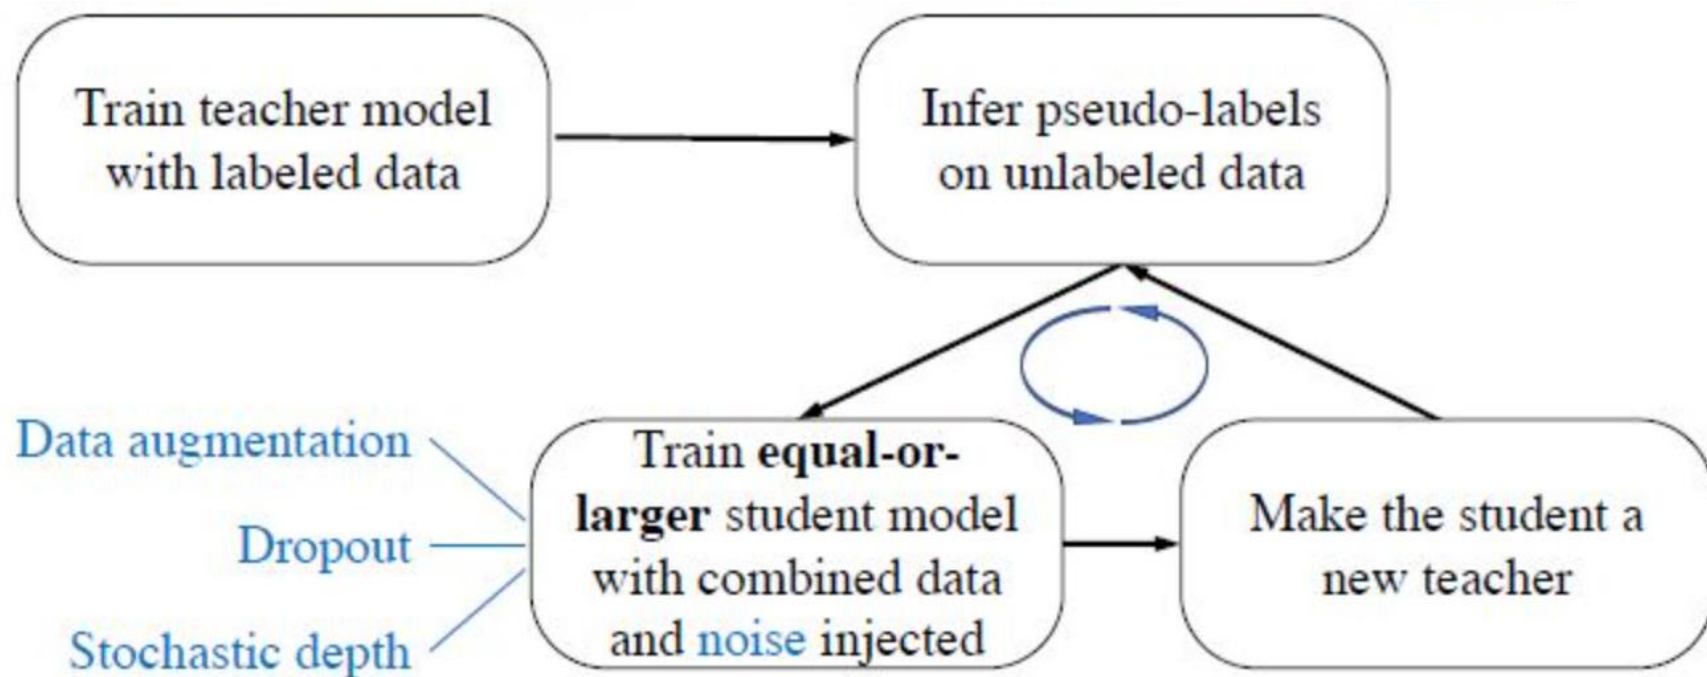 Train teacher model
with labeled data
Infer pseudo-labels
on unlabeled data
Data augmentation
Dropout
Stochastic depth
Train equal-or-
larger student model
with combined data
and noise injected
Make the student a
new teacher